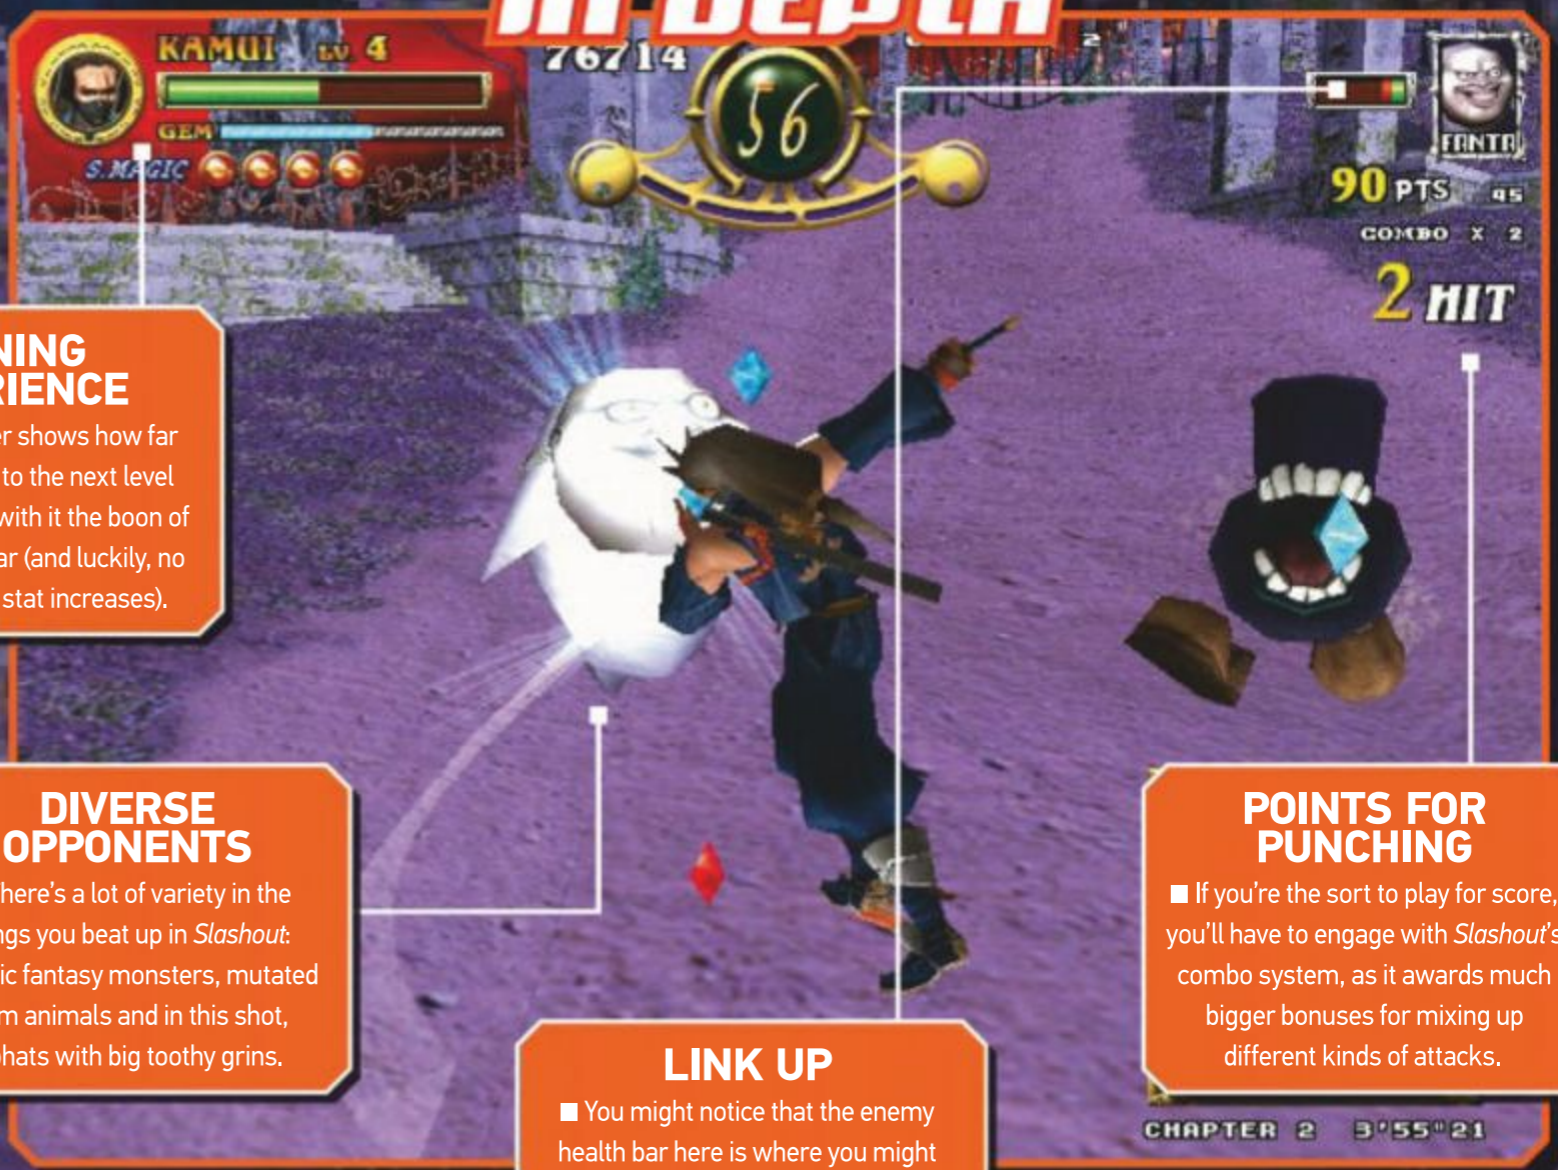 IN DEPTH
KAMUI LV. 4
GEM
S.MAGIC
76714
56
2
FANTA
90 PTS 45
COMBO X 2
2 HIT
NING
RIENCE
er shows how far
to the next level
with it the boon of
ar (and luckily, no
stat increases).
DIVERSE
OPPONENTS
here's a lot of variety in the
ngs you beat up in Slashout:
ic fantasy monsters, mutated
m animals and in this shot,
hats with big toothy grins.
LINK UP
■ You might notice that the enemy
health bar here is where you might
POINTS FOR
PUNCHING
■ If you're the sort to play for score,
you'll have to engage with Slashout's
combo system, as it awards much
bigger bonuses for mixing up
different kinds of attacks.
CHAPTER 2 3'55"21